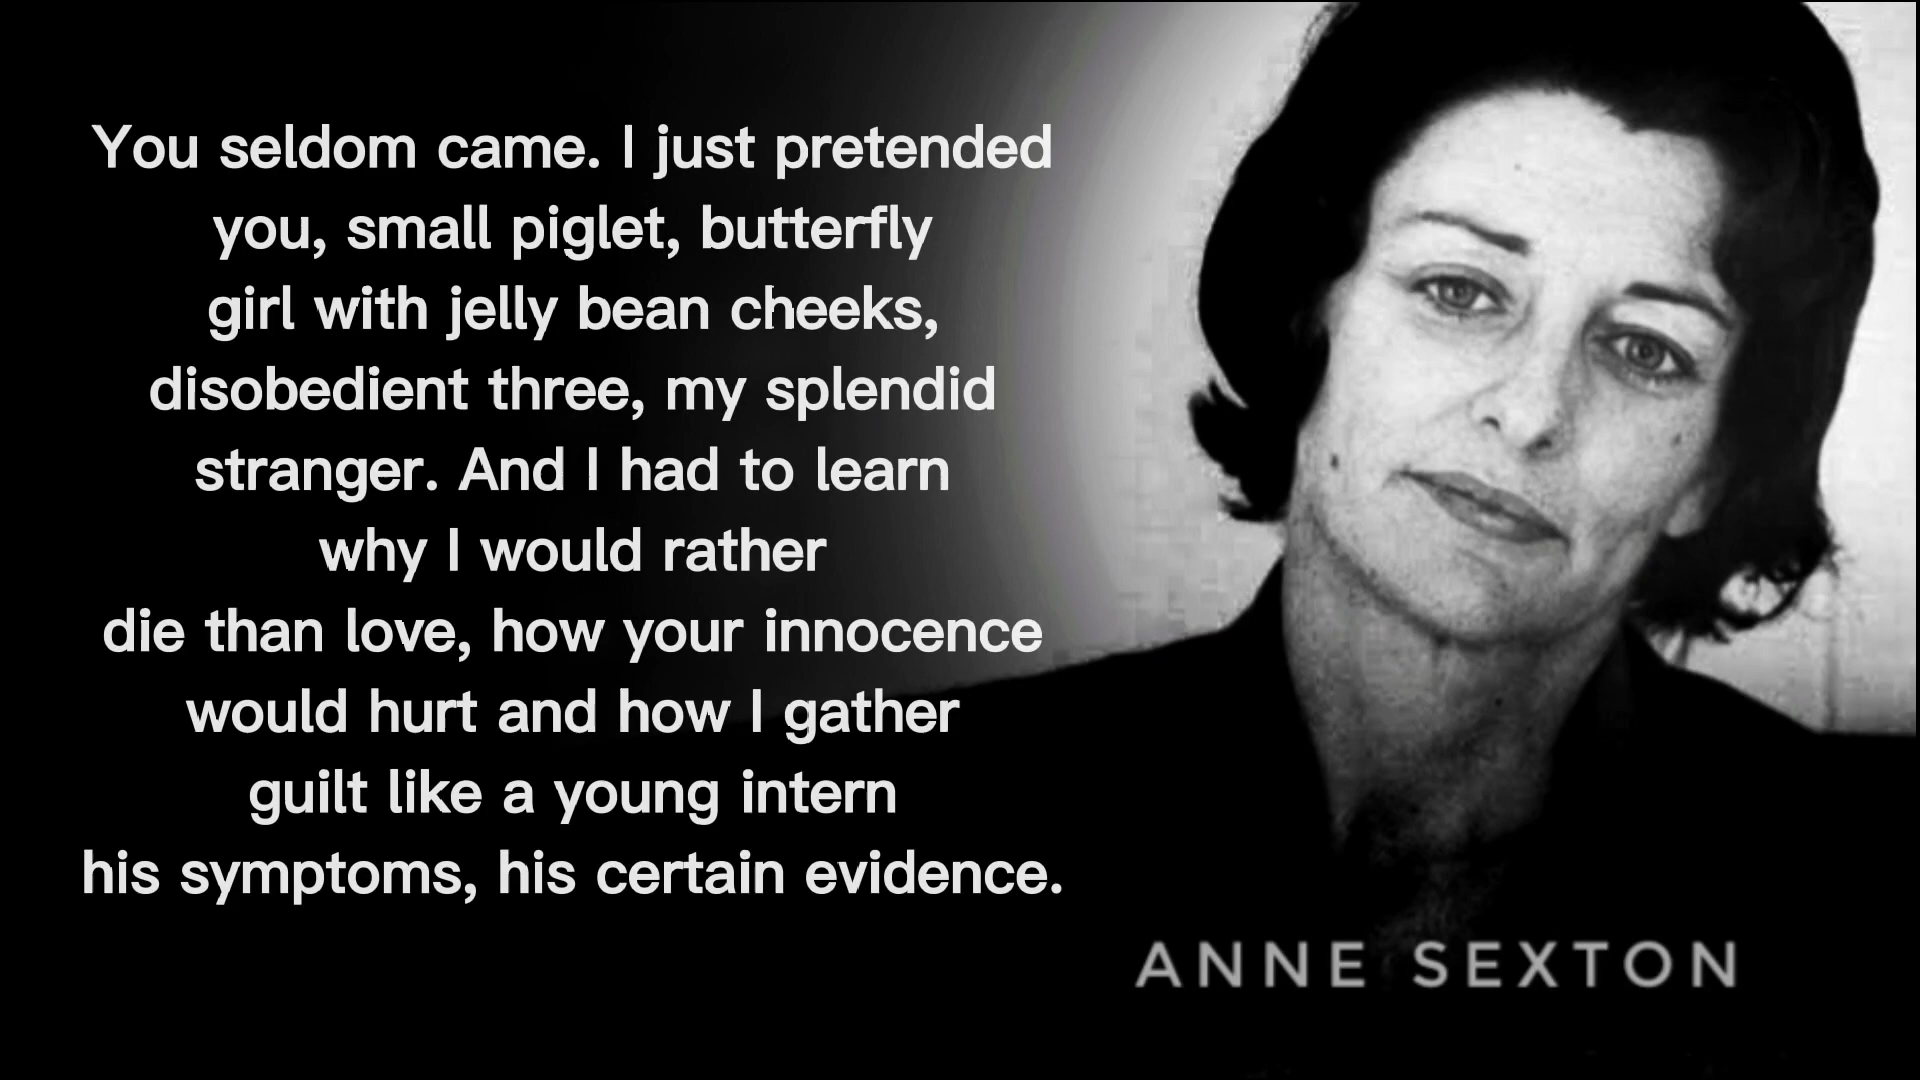 You seldom came. I just pretended
you, small piglet, butterfly
girl with jelly bean cheeks,
disobedient three, my splendid
stranger. And I had to learn
why I would rather
die than love, how your innocence
would hurt and how I gather
guilt like a young intern
his symptoms, his certain evidence.
ANNE SEXTON